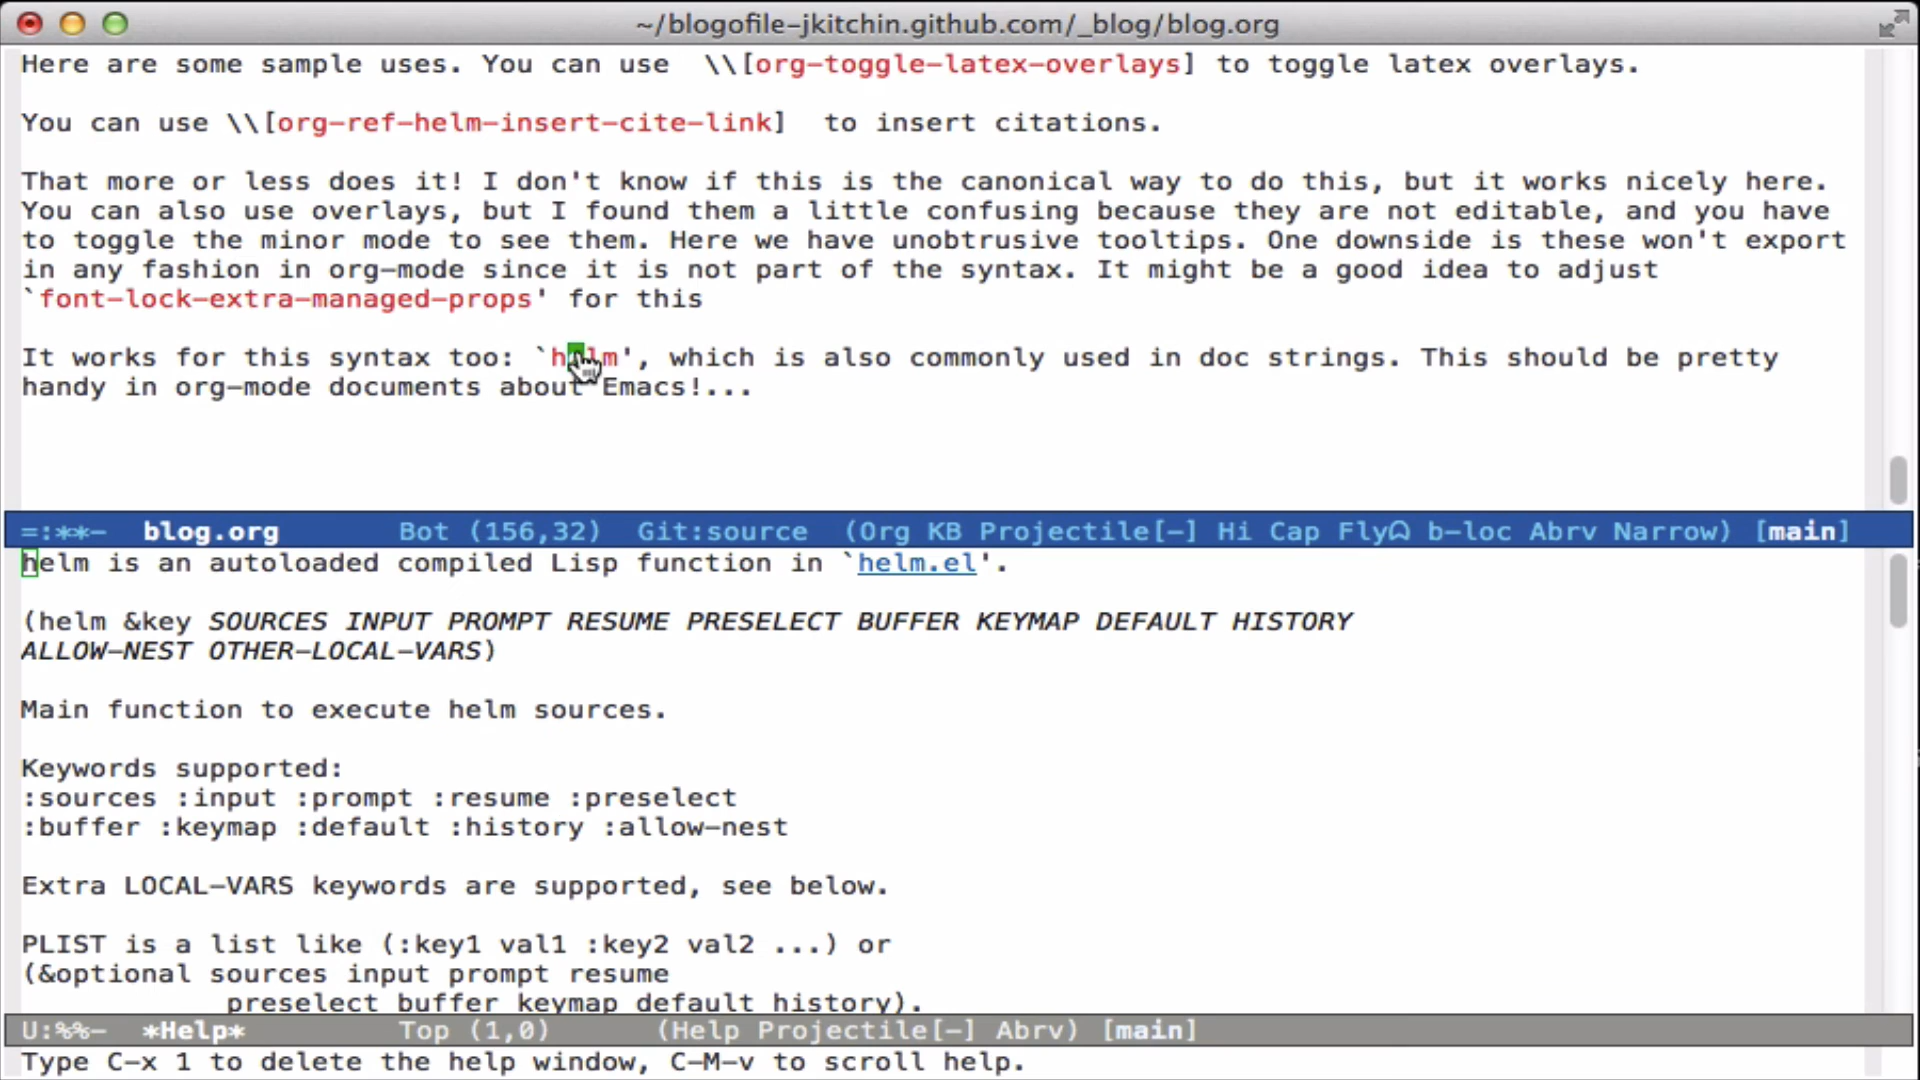 ~/blogofile-jkitchin.github.com/_blog/blog.org
Here are some sample uses. You can use  \\[org-toggle-latex-overlays] to toggle latex overlays.
You can use \\[org-ref-helm-insert-cite-link]  to insert citations.
That more or less does it! I don't know if this is the canonical way to do this, but it works nicely here.
You can also use overlays, but I found them a little confusing because they are not editable, and you have
to toggle the minor mode to see them. Here we have unobtrusive tooltips. One downside is these won't export
in any fashion in org-mode since it is not part of the syntax. It might be a good idea to adjust
`font-lock-extra-managed-props' for this
It works for this syntax too: `helm', which is also commonly used in doc strings. This should be pretty
handy in org-mode documents about Emacs!...
=:**-  blog.org       Bot (156,32)  Git:source  (Org KB Projectile[-] Hi Cap Fly b-loc Abrv Narrow) [main]
helm is an autoloaded compiled Lisp function in `helm.el'.
(helm &key SOURCES INPUT PROMPT RESUME PRESELECT BUFFER KEYMAP DEFAULT HISTORY
ALLOW-NEST OTHER-LOCAL-VARS)
Main function to execute helm sources.
Keywords supported:
:sources :input :prompt :resume :preselect
:buffer :keymap :default :history :allow-nest
Extra LOCAL-VARS keywords are supported, see below.
PLIST is a list like (:key1 val1 :key2 val2 ...) or
(&optional sources input prompt resume
            preselect buffer keymap default history).
U:%%-  *Help*         Top (1,0)      (Help Projectile[-] Abrv) [main]
Type C-x 1 to delete the help window, C-M-v to scroll help.